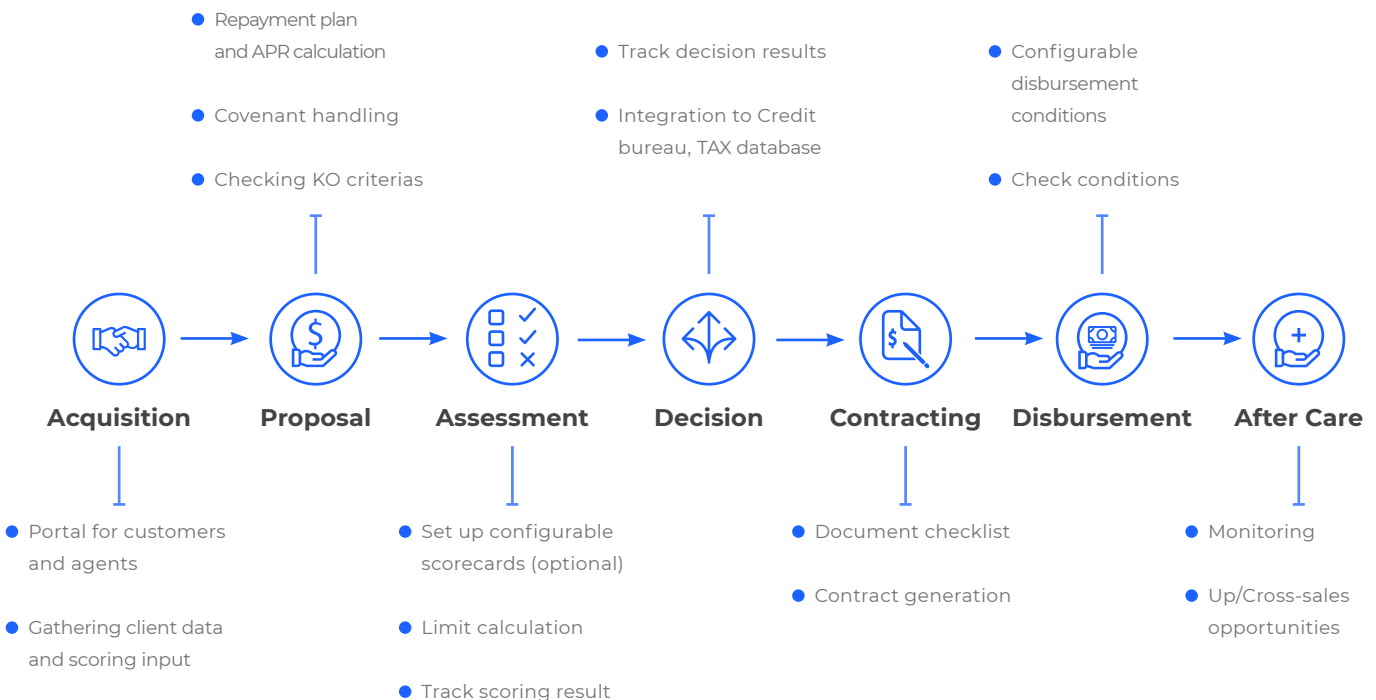 Repayment plan
and APR calculation
Covenant handling
Checking KO criterias
Track decision results
Integration to Credit
bureau, TAX database
Configurable
disbursement
conditions
Check conditions
$
$
Acquisition
Proposal
Assessment
Decision
Contracting
Disbursement
After Care
Portal for customers
and agents
Gathering client data
and scoring input
Set up configurable
scorecards (optional)
Limit calculation
Track scoring result
Document checklist
Contract generation
Monitoring
Up/Cross-sales
opportunities